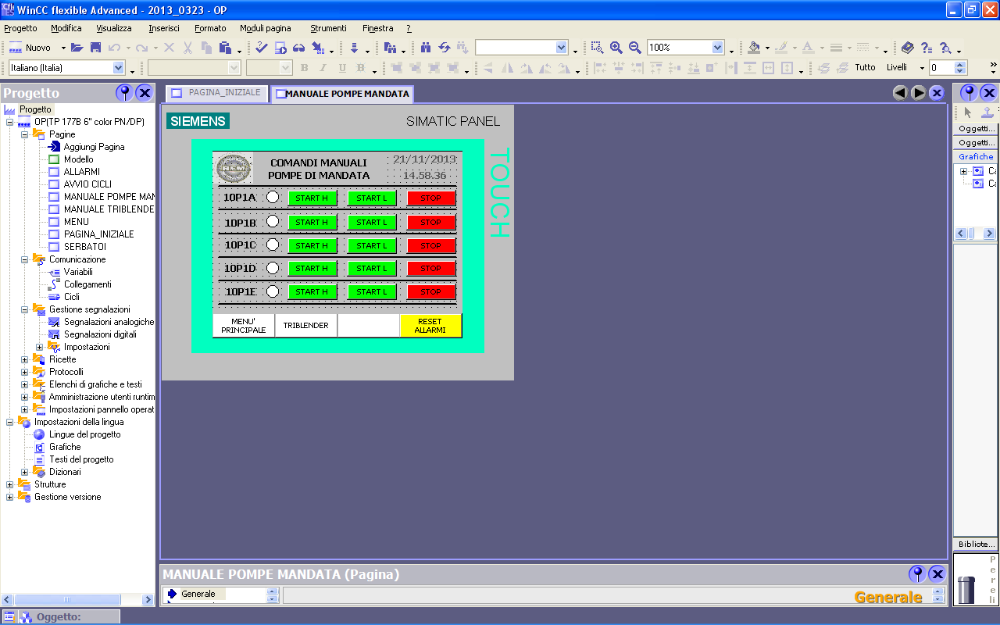 WinCC flexible Advanced - 2013_0323 - OP
Progetto Modifica Visualizza Inserisci Formato Moduli pagina Strumenti Finestra ?
Nuovo 100%
Italiano (Italia) B I U B Tutto Livelli 0
Progetto
Progetto
OP(TP 177B 6" color PN/DP)
Pagine
Aggiungi Pagina
Modello
ALLARMI
AVVIO CICLI
MANUALE POMPE MAN
MANUALE TRIBLENDE
MENU
PAGINA_INIZIALE
SERBATOI
Comunicazione
Variabili
Collegamenti
Cicli
Gestione segnalazioni
Segnalazioni analogiche
Segnalazioni digitali
Impostazioni
Ricette
Protocolli
Elenchi di grafiche e testi
Amministrazione utenti runtim
Impostazioni pannello operat
Impostazioni della lingua
Lingue del progetto
Grafiche
Testi del progetto
Dizionari
Strutture
Gestione versione
Oggetto:
PAGINA_INIZIALE MANUALE POMPE MANDATA
SIEMENS SIMATIC PANEL
TOUCH
REM
COMANDI MANUALI
POMPE DI MANDATA
21/11/2013
14.58.36
10P1A START H START L STOP
10P1B START H START L STOP
10P1C START H START L STOP
10P1D START H START L STOP
10P1E START H START L STOP
MENU'
PRINCIPALE
TRIBLENDER
RESET
ALLARMI
MANUALE POMPE MANDATA (Pagina)
Generale
Generale
Oggetti...
Oggetti...
Grafiche
Ca
Ca
Bibliote...
P
e
r
e
l
i